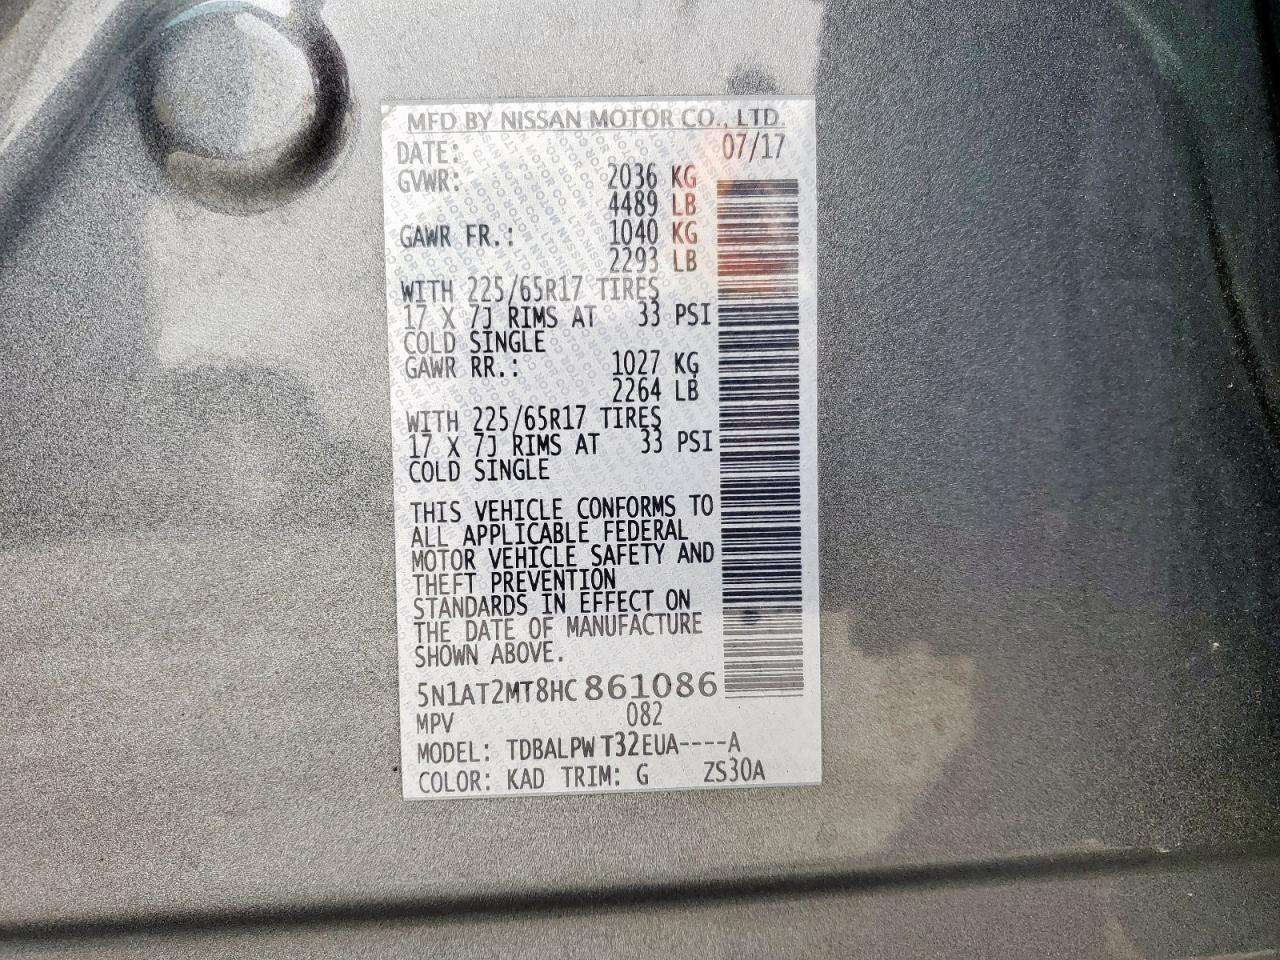 MFD BY NISSAN MOTOR CO., LTD.
DATE: 07/17
GVWR: 2036 KG
4489 LB
GAWR FR.: 1040 KG
2293 LB
WITH 225/65R17 TIRES
17 X 7J RIMS AT 33 PSI
COLD SINGLE
GAWR RR.: 1027 KG
2264 LB
WITH 225/65R17 TIRES
17 X 7J RIMS AT 33 PSI
COLD SINGLE
THIS VEHICLE CONFORMS TO
ALL APPLICABLE FEDERAL
MOTOR VEHICLE SAFETY AND
THEFT PREVENTION
STANDARDS IN EFFECT ON
THE DATE OF MANUFACTURE
SHOWN ABOVE.
5N1AT2MT8HC861086
MPV 082
MODEL: TDBALPW T32EUA----A
COLOR: KAD TRIM: G ZS30A